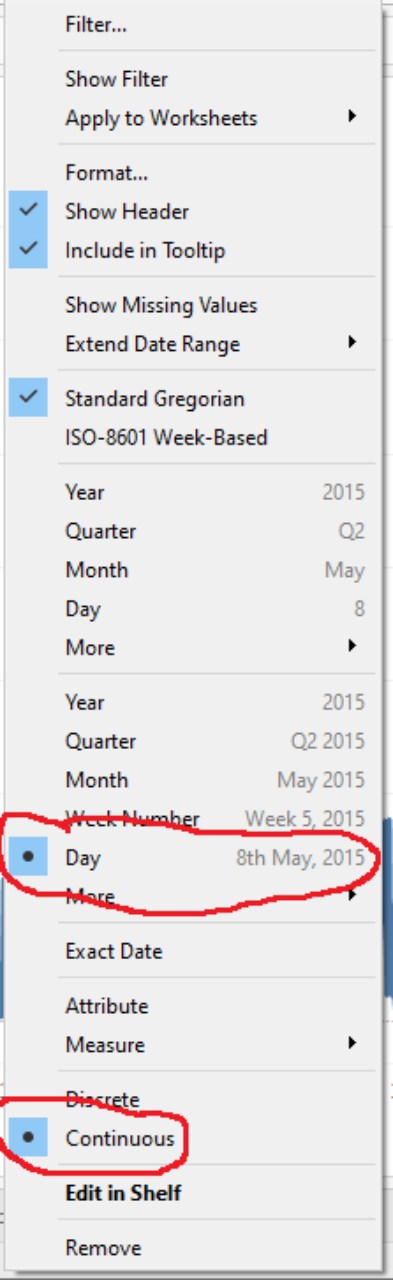 Filter...
Show Filter
Apply to Worksheets
Format...
Show Header
Include in Tooltip
Show Missing Values
Extend Date Range
Standard Gregorian
ISO-8601 Week-Based
Year 2015
Quarter Q2
Month May
Day 8
More
Year 2015
Quarter Q2 2015
Month May 2015
Week Number Week 5, 2015
Day 8th May, 2015
More
Exact Date
Attribute
Measure
Discrete
Continuous
Edit in Shelf
Remove